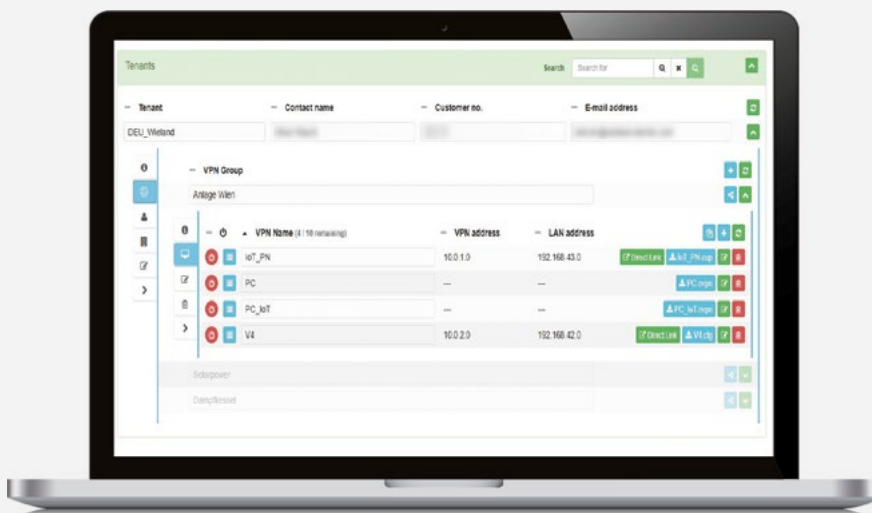 Tenants Search Search for
Tenant Contact name Customer no. E-mail address
DEU_Wieland
VPN Group
Anlage Wien
VPN Name (4 / 10 remaining) VPN address LAN address
IoT_PN 10.0.1.0 192.168.43.0 Direct Link IoT_PN.ovp
PC --- --- PC.ovpn
PC_IoT --- --- PC_IoT.ovpn
V4 10.0.2.0 192.168.42.0 Direct Link V4.cfg
Solarpower
Dampfkessel